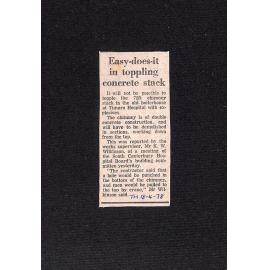 Easy-does-it
in toppling
concrete stack
It will not be possible to
topple the 75ft chimney
stack in the old boilerhouse
at Timaru Hospital with ex-
plosives.
The chimney is of double
concrete construction, and
will have to be demolished
in sections, working down
from the top.
This was reported by the
works supervisor, Mr K. W.
Wilkinson, at a meeting of
the South Canterbury Hos-
pital Board's building com-
mittee yesterday.
"The contractor said that
a hole would be punched in
the bottom of the chimney,
and men would be pulled to
the top by crane," Mr Wil-
kinson said.